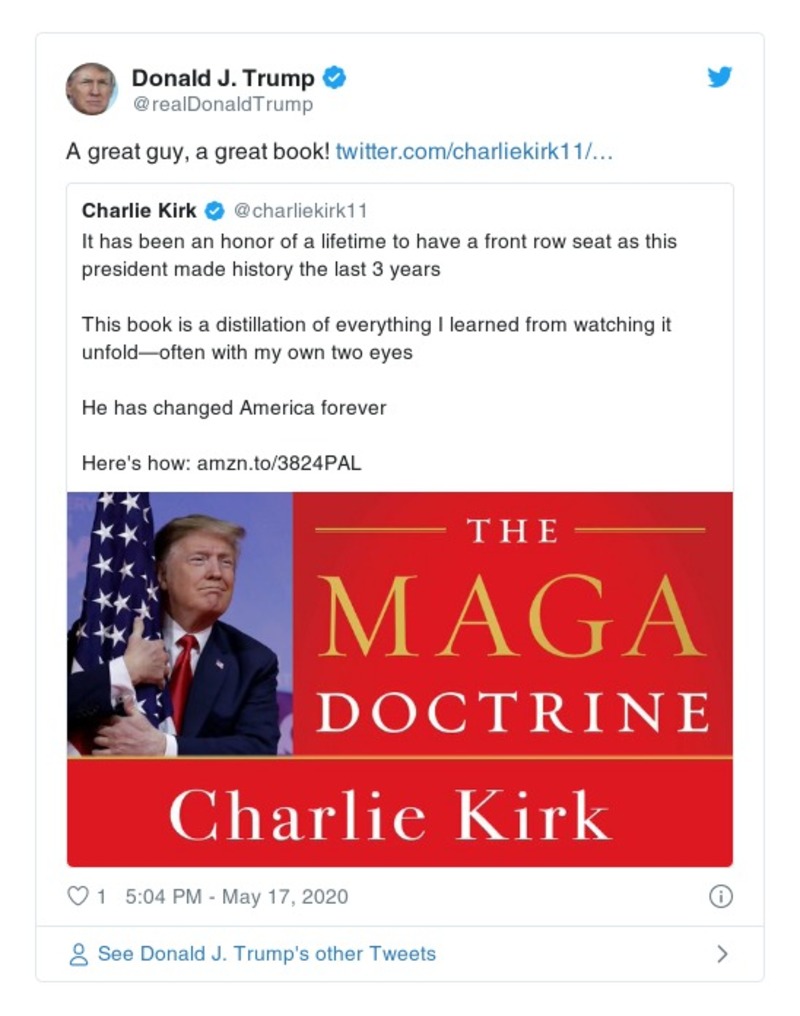 Donald J. Trump
@realDonaldTrump
A great guy, a great book! twitter.com/charliekirk11/…
Charlie Kirk @charliekirk11
It has been an honor of a lifetime to have a front row seat as this
president made history the last 3 years
This book is a distillation of everything I learned from watching it
unfold—often with my own two eyes
He has changed America forever
Here's how: amzn.to/3824PAL
THE
MAGA
DOCTRINE
Charlie Kirk
1 5:04 PM - May 17, 2020
See Donald J. Trump's other Tweets